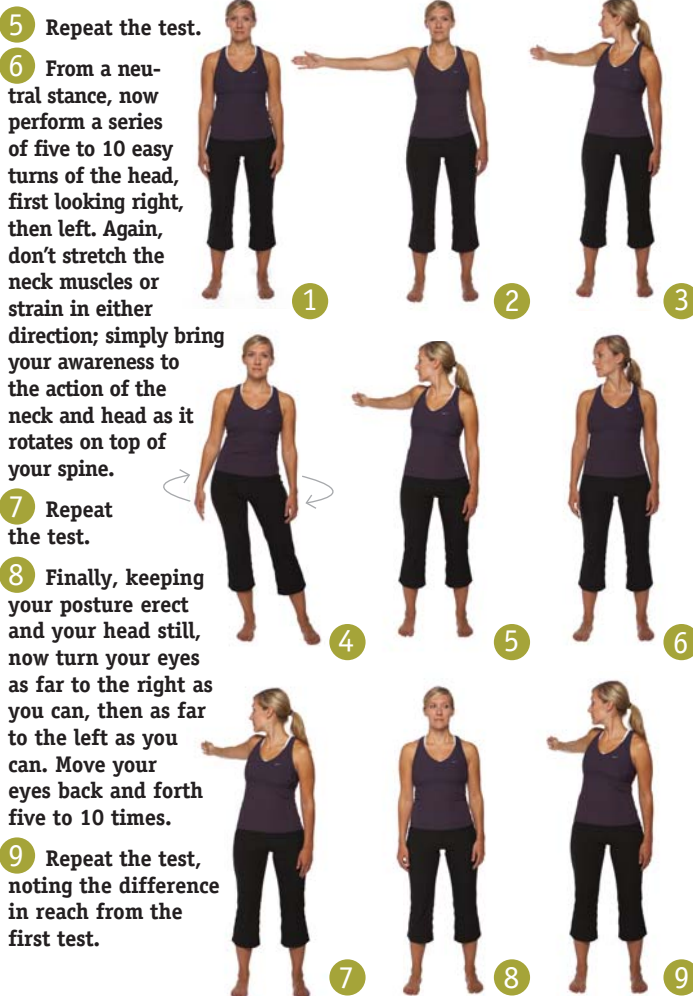 5 Repeat the test.
6 From a neu-
tral stance, now
perform a series
of five to 10 easy
turns of the head,
first looking right,
then left. Again,
don’t stretch the
neck muscles or
strain in either
direction; simply bring
your awareness to
the action of the
neck and head as it
rotates on top of
your spine.
7 Repeat
the test.
8 Finally, keeping
your posture erect
and your head still,
now turn your eyes
as far to the right as
you can, then as far
to the left as you
can. Move your
eyes back and forth
five to 10 times.
9 Repeat the test,
noting the difference
in reach from the
first test.
1 2 3
4 5 6
7 8 9